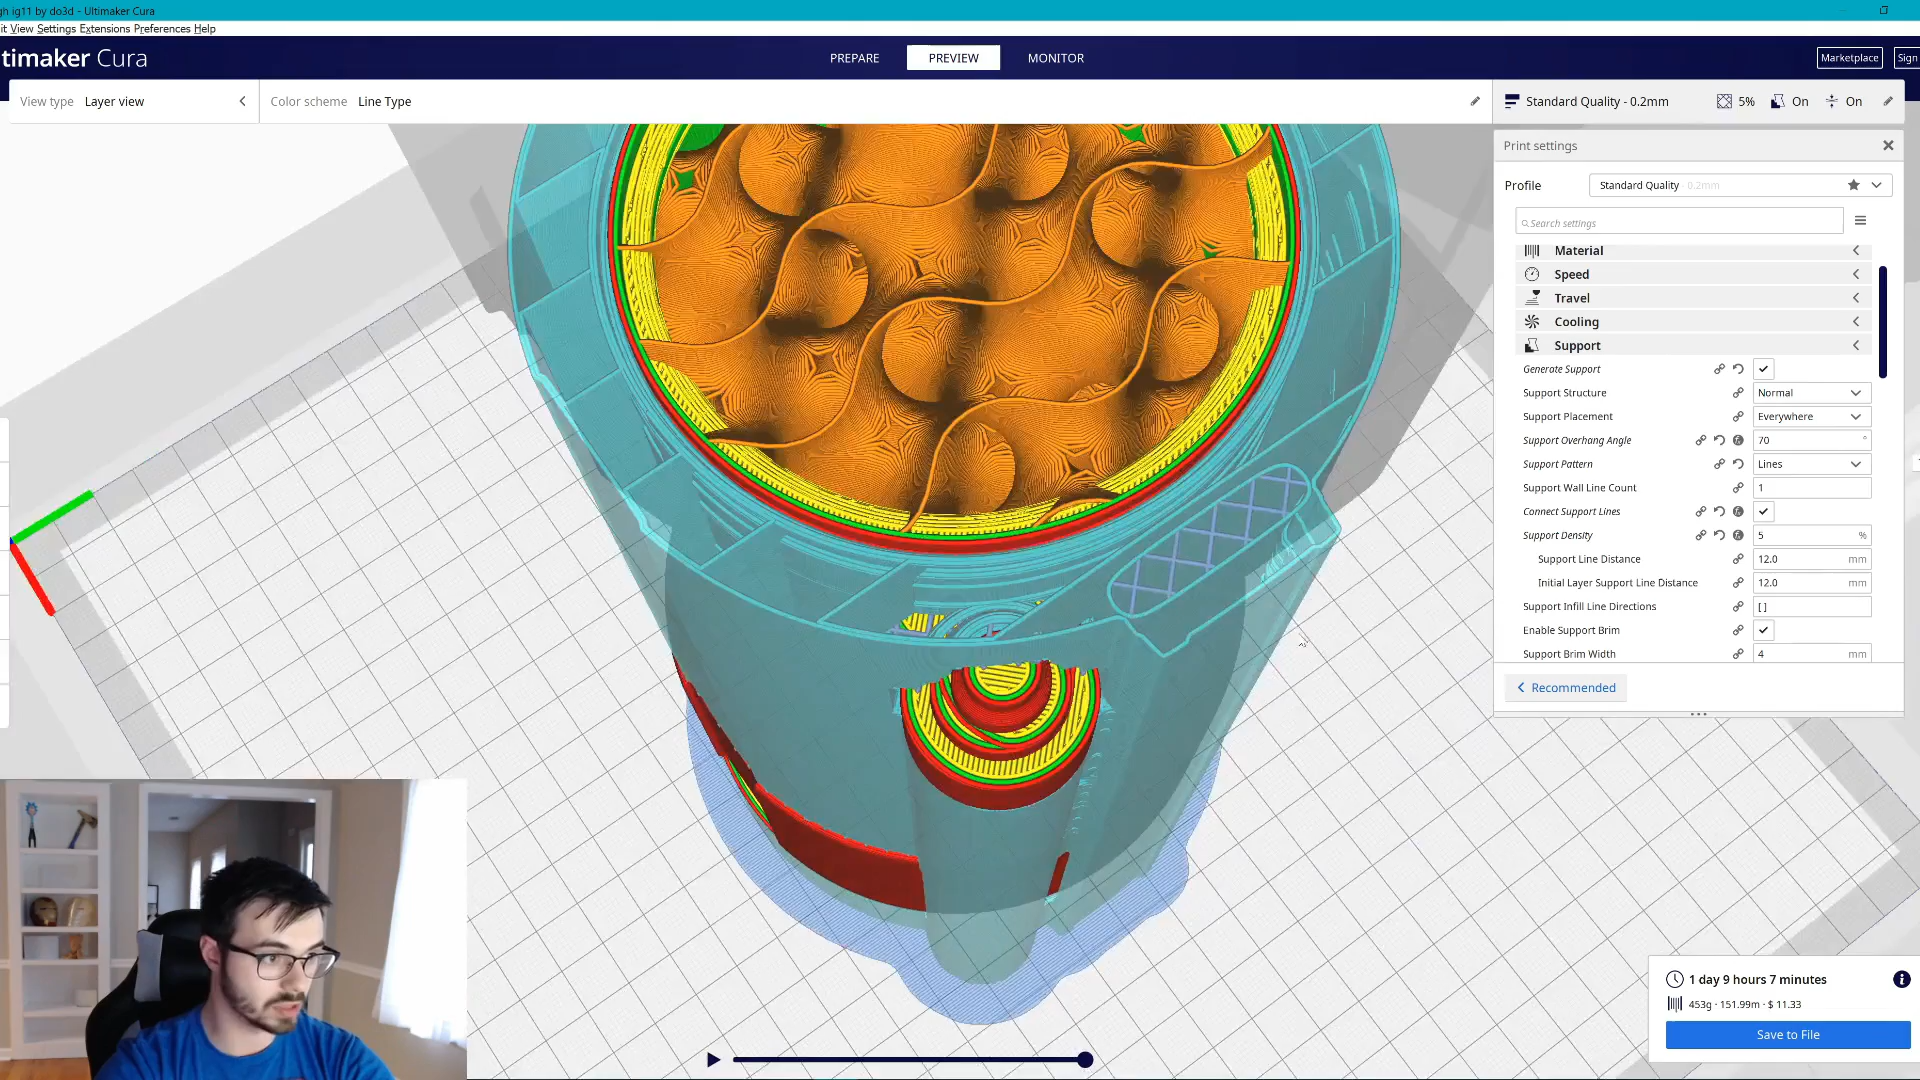 gh ig11 by do3d - Ultimaker Cura
it View Settings Extensions Preferences Help
timaker Cura
PREPARE PREVIEW MONITOR
Marketplace Sign
View type Layer view
Color scheme Line Type
Standard Quality - 0.2mm 5% On On
Print settings
Profile Standard Quality - 0.2mm
Search settings
Material
Speed
Travel
Cooling
Support
Generate Support
Support Structure Normal
Support Placement Everywhere
Support Overhang Angle 70 °
Support Pattern Lines
Support Wall Line Count 1
Connect Support Lines
Support Density 5 %
Support Line Distance 12.0 mm
Initial Layer Support Line Distance 12.0 mm
Support Infill Line Directions [ ]
Enable Support Brim
Support Brim Width 4 mm
Recommended
1 day 9 hours 7 minutes
453g · 151.99m · $ 11.33
Save to File